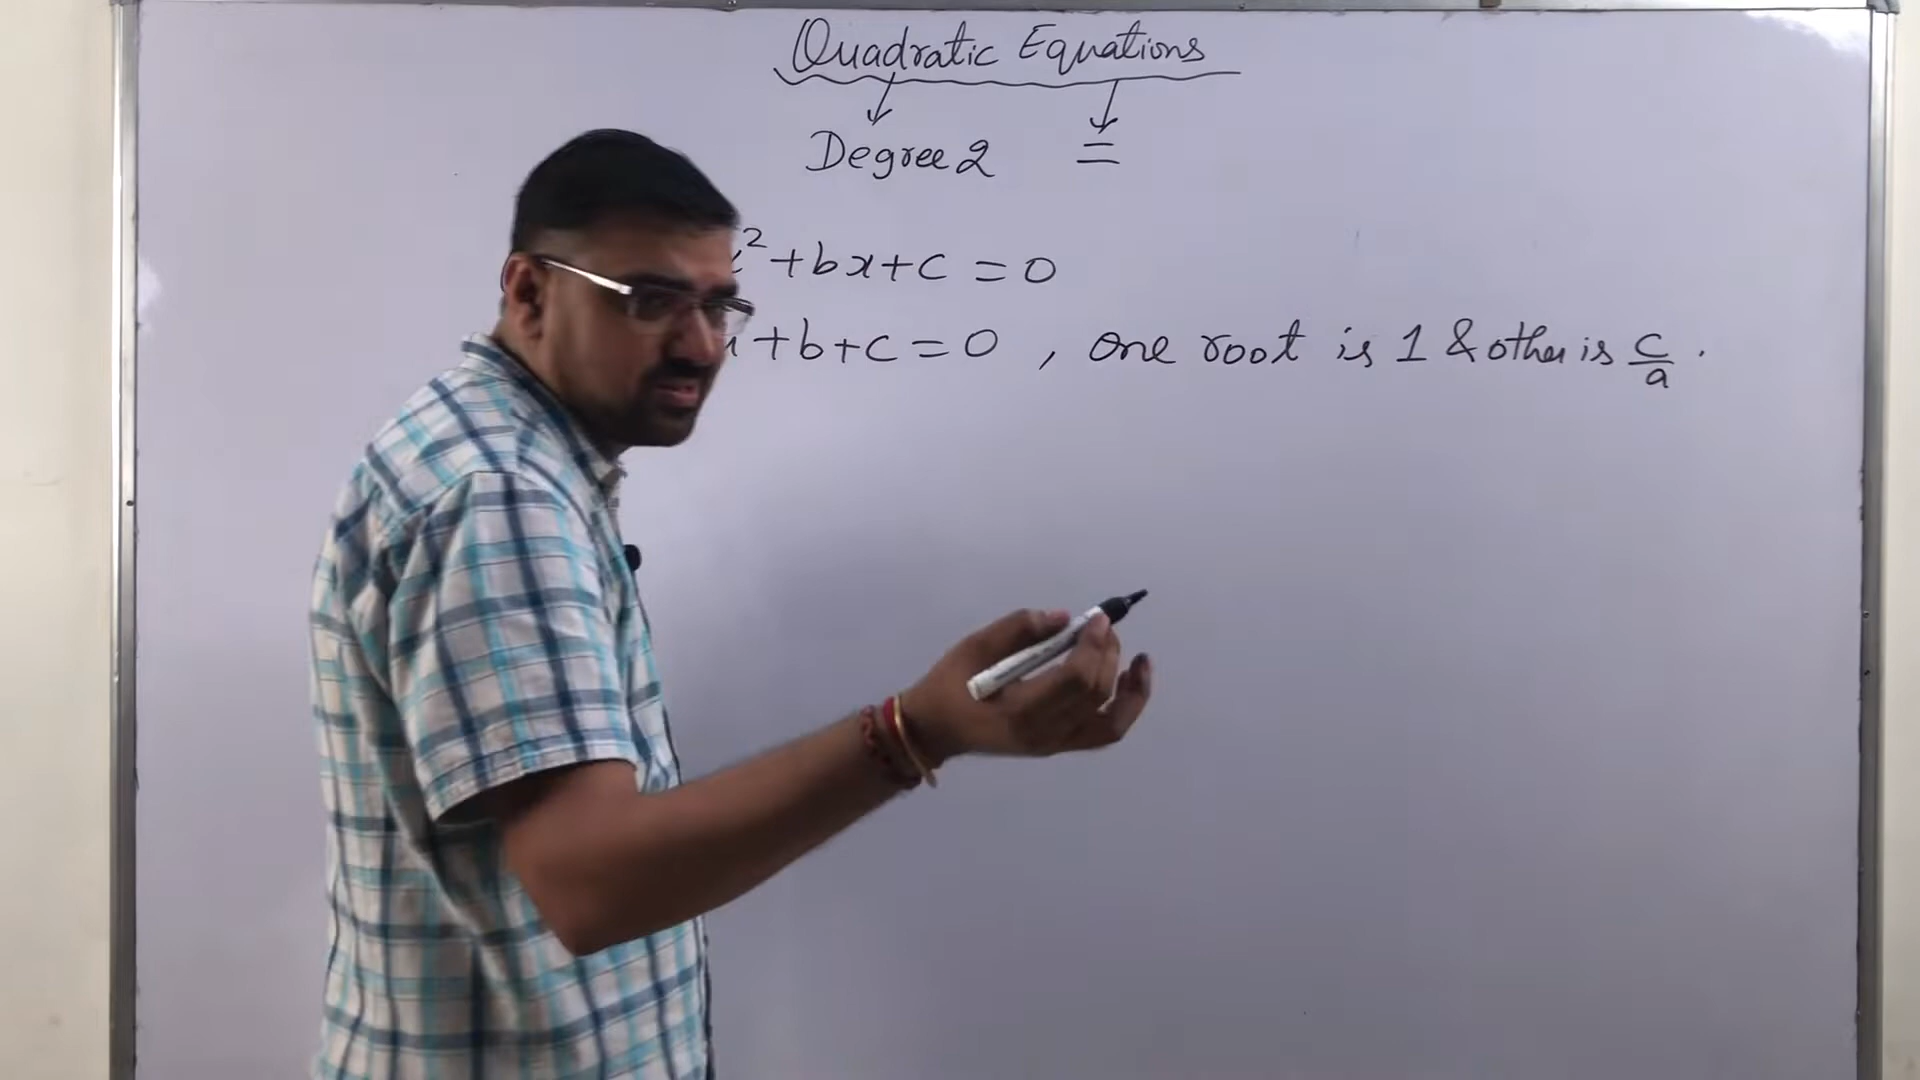 Quadratic Equations
Degree 2 =
² + bx + c = 0
+ b + c = 0 , one root is 1 & other is c/a .